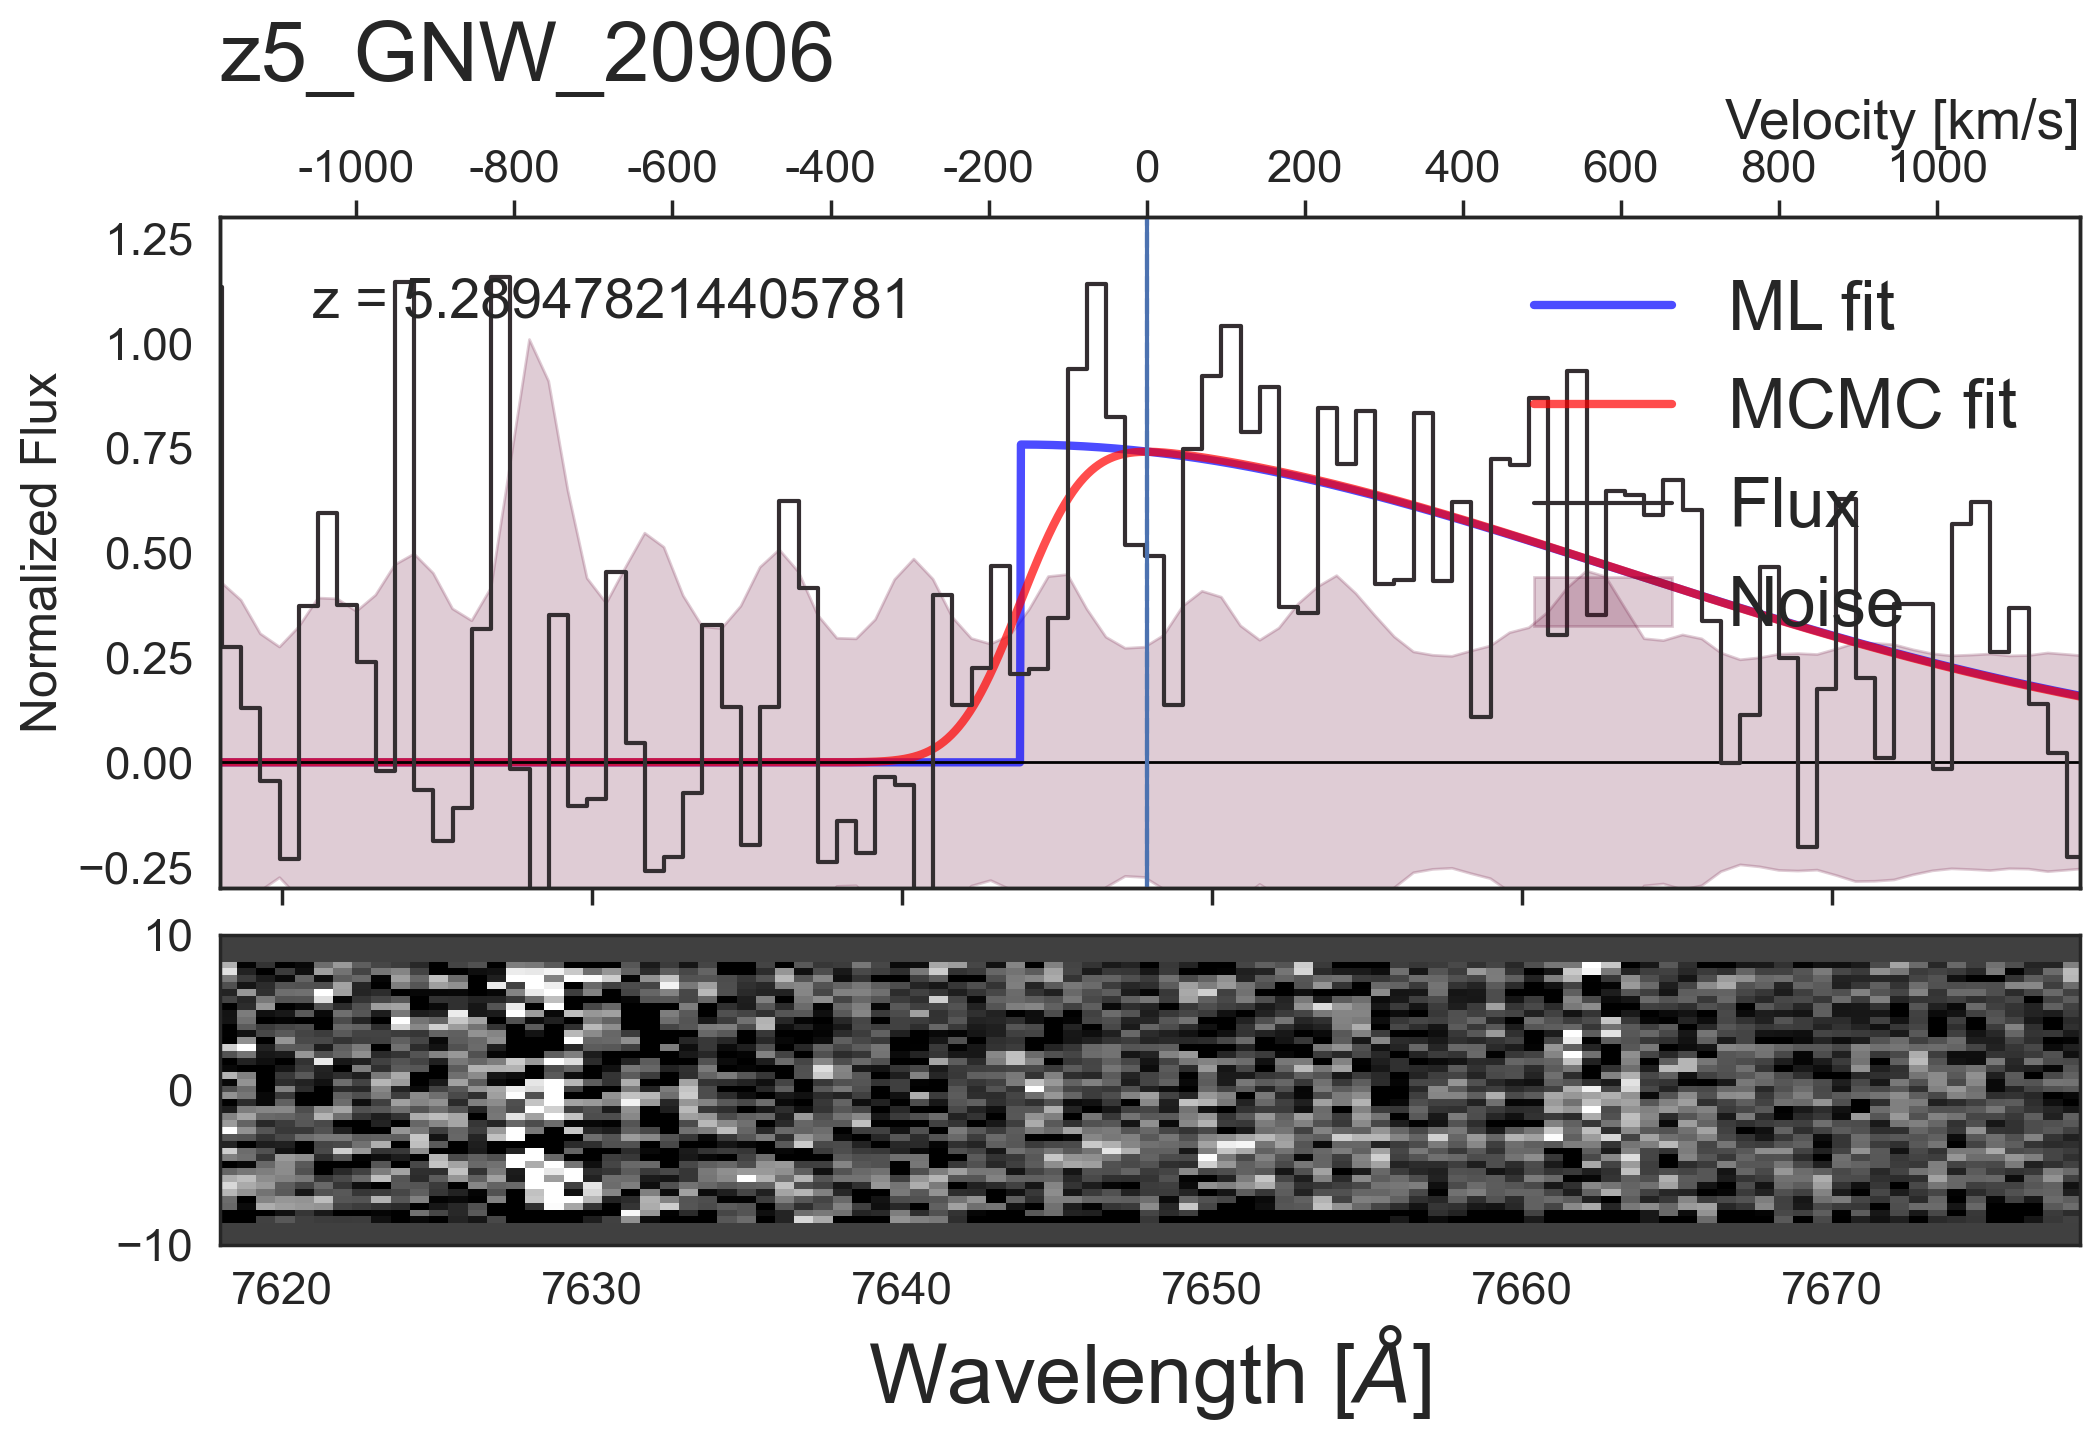 z5_GNW_20906
Velocity [km/s]
-1000 -800 -600 -400 -200 0 200 400 600 800 1000
1.25
1.00
0.75
0.50
0.25
0.00
−0.25
Normalized Flux
z = 5.289478214405781
ML fit
MCMC fit
Flux
Noise
10
0
−10
7620 7630 7640 7650 7660 7670
Wavelength [Å]